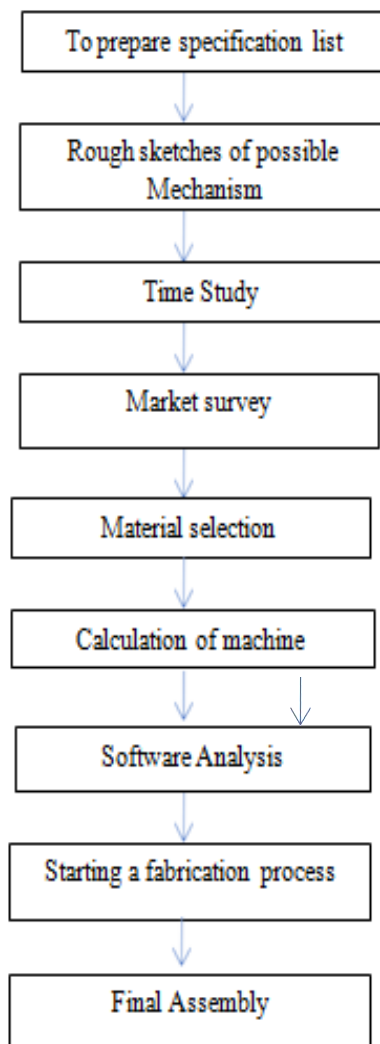 To prepare specification list
Rough sketches of possible
Mechanism
Time Study
Market survey
Material selection
Calculation of machine
Software Analysis
Starting a fabrication process
Final Assembly